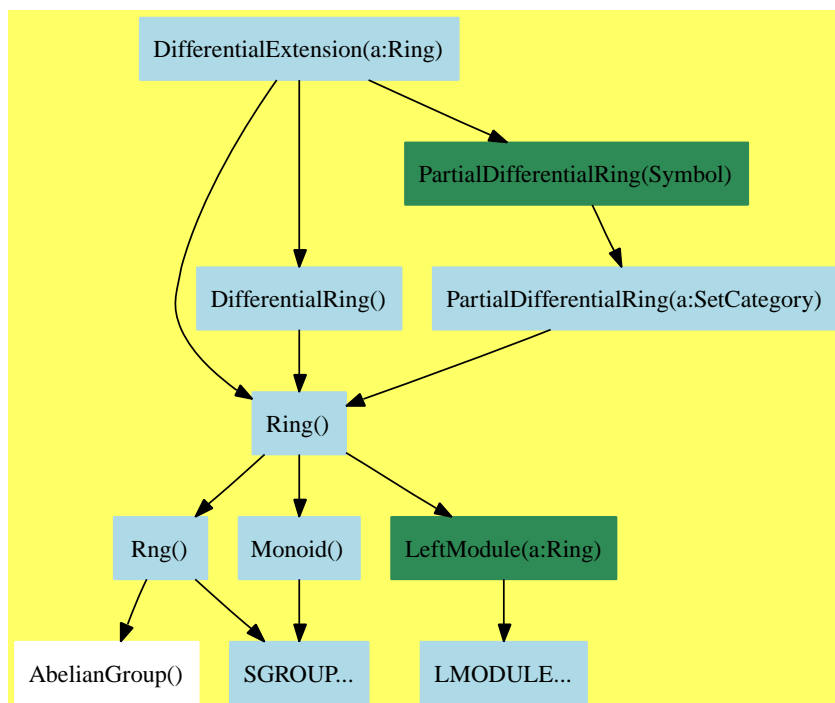 DifferentialExtension(a:Ring)
PartialDifferentialRing(Symbol)
DifferentialRing()
PartialDifferentialRing(a:SetCategory)
Ring()
Rng()
Monoid()
LeftModule(a:Ring)
AbelianGroup()
SGROUP...
LMODULE...